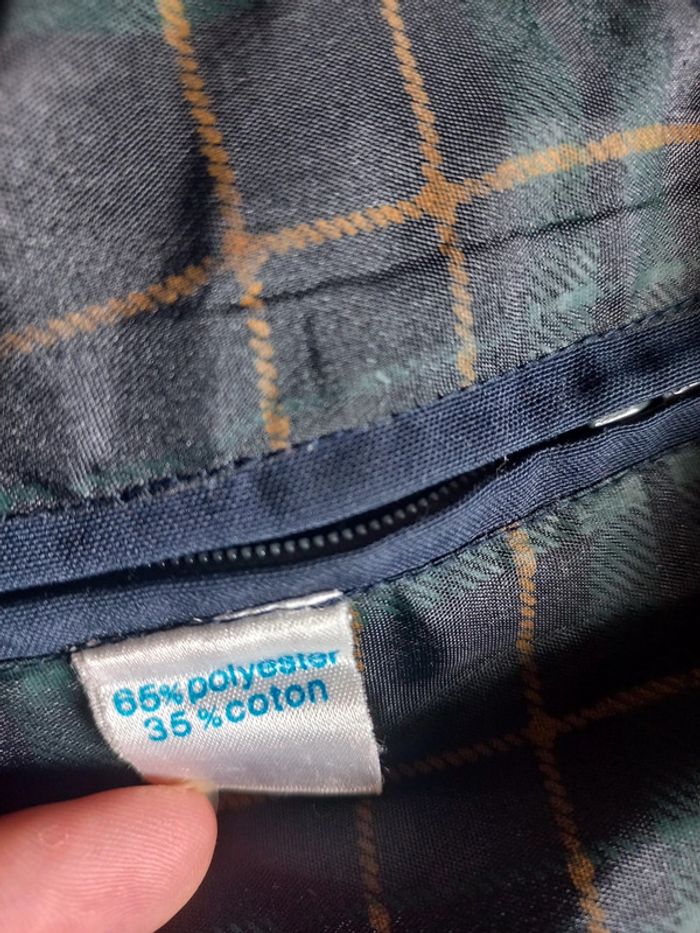 65% polyester
35 % coton